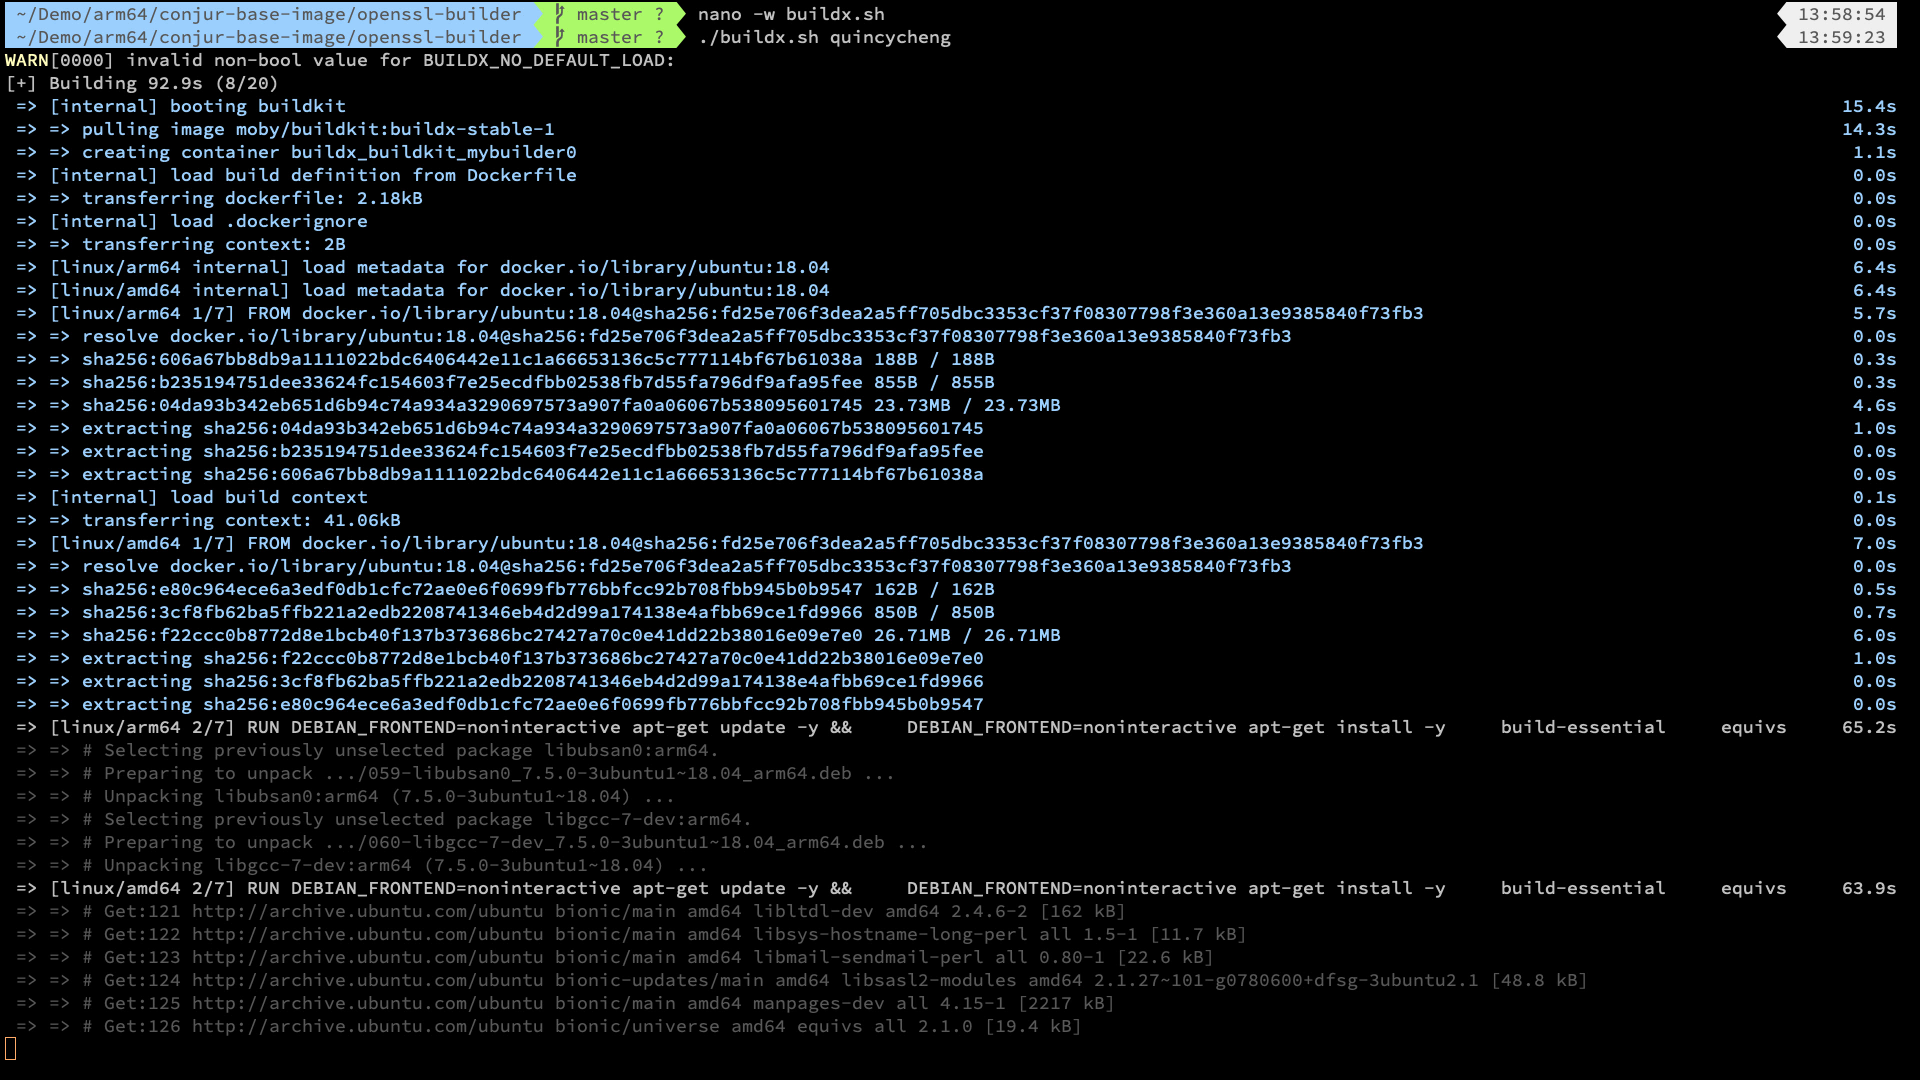 ~/Demo/arm64/conjur-base-image/openssl-builder master ? nano -w buildx.sh 13:58:54
~/Demo/arm64/conjur-base-image/openssl-builder master ? ./buildx.sh quincycheng 13:59:23
WARN[0000] invalid non-bool value for BUILDX_NO_DEFAULT_LOAD:
[+] Building 92.9s (8/20)
=> [internal] booting buildkit 15.4s
=> => pulling image moby/buildkit:buildx-stable-1 14.3s
=> => creating container buildx_buildkit_mybuilder0 1.1s
=> [internal] load build definition from Dockerfile 0.0s
=> => transferring dockerfile: 2.18kB 0.0s
=> [internal] load .dockerignore 0.0s
=> => transferring context: 2B 0.0s
=> [linux/arm64 internal] load metadata for docker.io/library/ubuntu:18.04 6.4s
=> [linux/amd64 internal] load metadata for docker.io/library/ubuntu:18.04 6.4s
=> [linux/arm64 1/7] FROM docker.io/library/ubuntu:18.04@sha256:fd25e706f3dea2a5ff705dbc3353cf37f08307798f3e360a13e9385840f73fb3 5.7s
=> => resolve docker.io/library/ubuntu:18.04@sha256:fd25e706f3dea2a5ff705dbc3353cf37f08307798f3e360a13e9385840f73fb3 0.0s
=> => sha256:606a67bb8db9a1111022bdc6406442e11c1a66653136c5c777114bf67b61038a 188B / 188B 0.3s
=> => sha256:b235194751dee33624fc154603f7e25ecdfbb02538fb7d55fa796df9afa95fee 855B / 855B 0.3s
=> => sha256:04da93b342eb651d6b94c74a934a3290697573a907fa0a06067b538095601745 23.73MB / 23.73MB 4.6s
=> => extracting sha256:04da93b342eb651d6b94c74a934a3290697573a907fa0a06067b538095601745 1.0s
=> => extracting sha256:b235194751dee33624fc154603f7e25ecdfbb02538fb7d55fa796df9afa95fee 0.0s
=> => extracting sha256:606a67bb8db9a1111022bdc6406442e11c1a66653136c5c777114bf67b61038a 0.0s
=> [internal] load build context 0.1s
=> => transferring context: 41.06kB 0.0s
=> [linux/amd64 1/7] FROM docker.io/library/ubuntu:18.04@sha256:fd25e706f3dea2a5ff705dbc3353cf37f08307798f3e360a13e9385840f73fb3 7.0s
=> => resolve docker.io/library/ubuntu:18.04@sha256:fd25e706f3dea2a5ff705dbc3353cf37f08307798f3e360a13e9385840f73fb3 0.0s
=> => sha256:e80c964ece6a3edf0db1cfc72ae0e6f0699fb776bbfcc92b708fbb945b0b9547 162B / 162B 0.5s
=> => sha256:3cf8fb62ba5ffb221a2edb2208741346eb4d2d99a174138e4afbb69ce1fd9966 850B / 850B 0.7s
=> => sha256:f22ccc0b8772d8e1bcb40f137b373686bc27427a70c0e41dd22b38016e09e7e0 26.71MB / 26.71MB 6.0s
=> => extracting sha256:f22ccc0b8772d8e1bcb40f137b373686bc27427a70c0e41dd22b38016e09e7e0 1.0s
=> => extracting sha256:3cf8fb62ba5ffb221a2edb2208741346eb4d2d99a174138e4afbb69ce1fd9966 0.0s
=> => extracting sha256:e80c964ece6a3edf0db1cfc72ae0e6f0699fb776bbfcc92b708fbb945b0b9547 0.0s
=> [linux/arm64 2/7] RUN DEBIAN_FRONTEND=noninteractive apt-get update -y && DEBIAN_FRONTEND=noninteractive apt-get install -y build-essential equivs 65.2s
=> => # Selecting previously unselected package libubsan0:arm64.
=> => # Preparing to unpack .../059-libubsan0_7.5.0-3ubuntu1~18.04_arm64.deb ...
=> => # Unpacking libubsan0:arm64 (7.5.0-3ubuntu1~18.04) ...
=> => # Selecting previously unselected package libgcc-7-dev:arm64.
=> => # Preparing to unpack .../060-libgcc-7-dev_7.5.0-3ubuntu1~18.04_arm64.deb ...
=> => # Unpacking libgcc-7-dev:arm64 (7.5.0-3ubuntu1~18.04) ...
=> [linux/amd64 2/7] RUN DEBIAN_FRONTEND=noninteractive apt-get update -y && DEBIAN_FRONTEND=noninteractive apt-get install -y build-essential equivs 63.9s
=> => # Get:121 http://archive.ubuntu.com/ubuntu bionic/main amd64 libltdl-dev amd64 2.4.6-2 [162 kB]
=> => # Get:122 http://archive.ubuntu.com/ubuntu bionic/main amd64 libsys-hostname-long-perl all 1.5-1 [11.7 kB]
=> => # Get:123 http://archive.ubuntu.com/ubuntu bionic/main amd64 libmail-sendmail-perl all 0.80-1 [22.6 kB]
=> => # Get:124 http://archive.ubuntu.com/ubuntu bionic-updates/main amd64 libsasl2-modules amd64 2.1.27~101-g0780600+dfsg-3ubuntu2.1 [48.8 kB]
=> => # Get:125 http://archive.ubuntu.com/ubuntu bionic/main amd64 manpages-dev all 4.15-1 [2217 kB]
=> => # Get:126 http://archive.ubuntu.com/ubuntu bionic/universe amd64 equivs all 2.1.0 [19.4 kB]